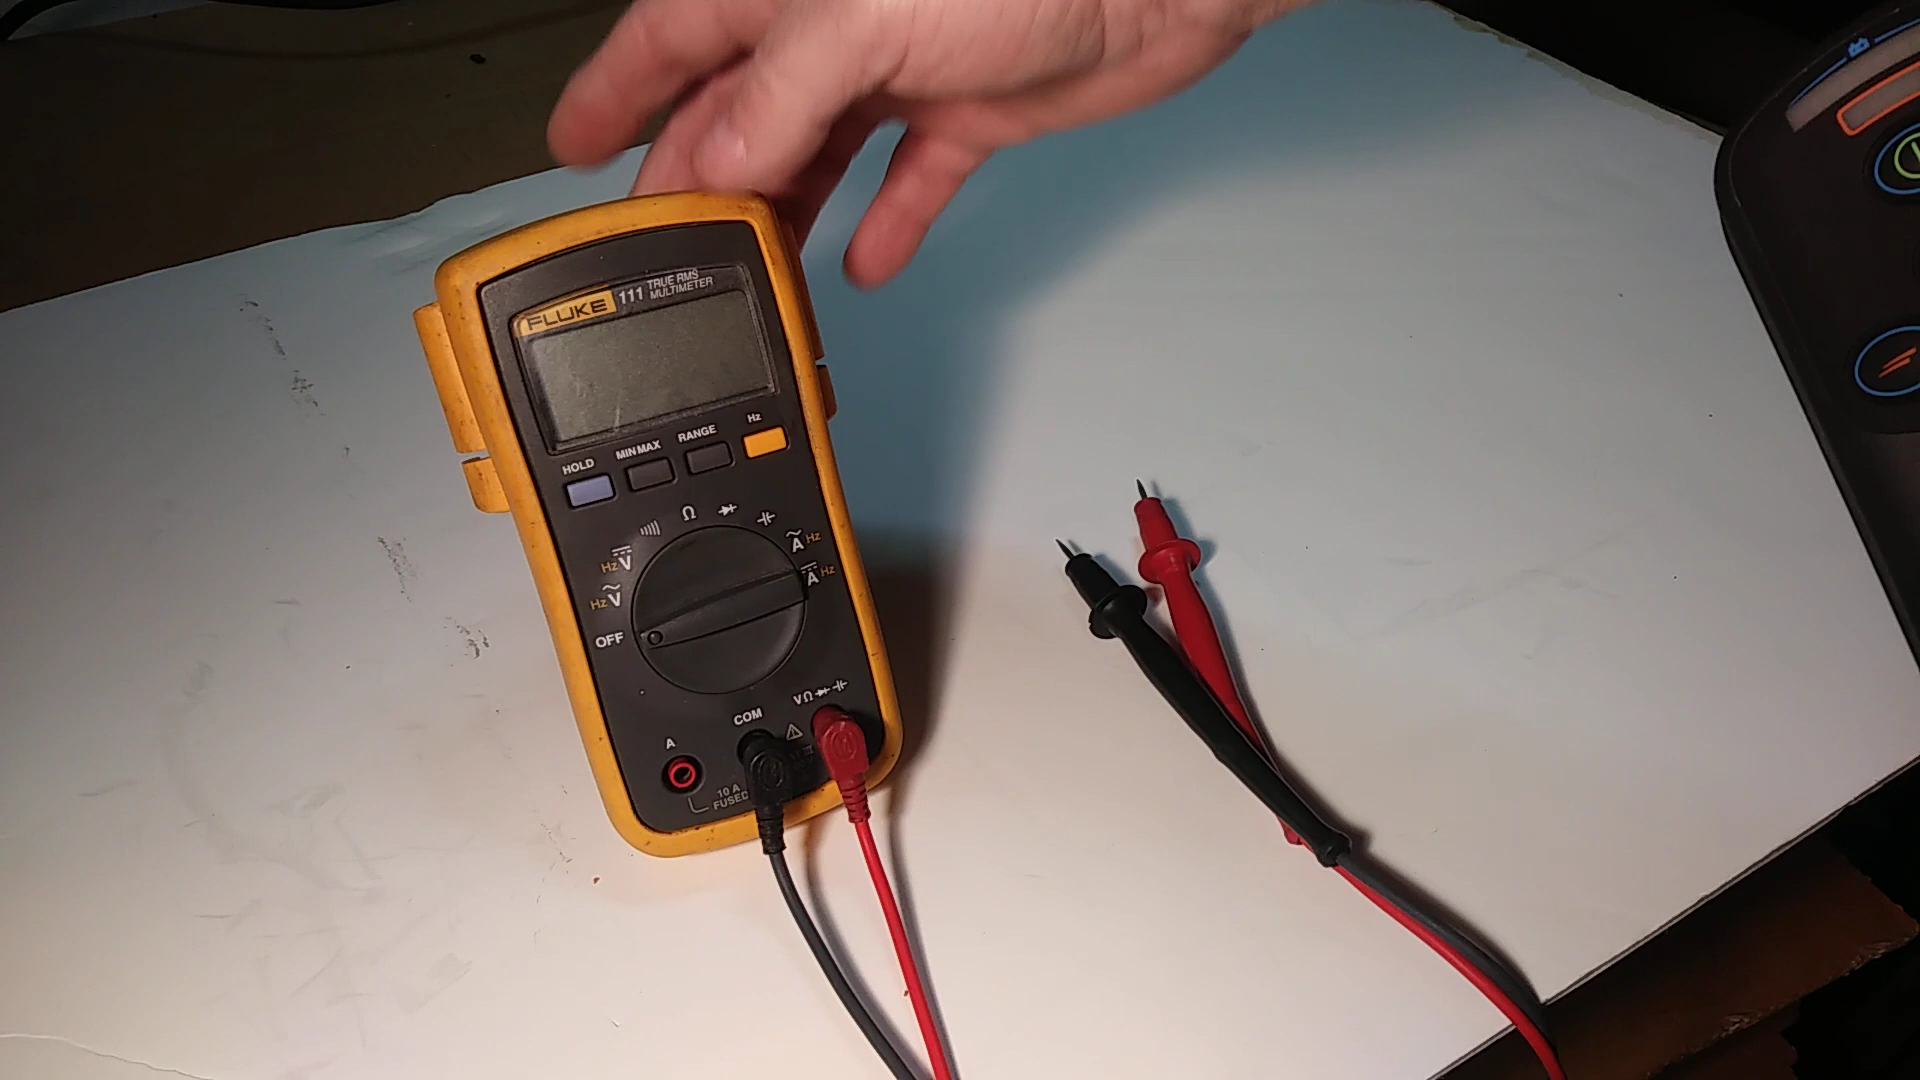 FLUKE 111 TRUE RMS
MULTIMETER
HOLD MIN MAX RANGE Hz
Ω
Hz V
Hz V
OFF
A Hz
A Hz
COM
VΩ
A
10 A
FUSED